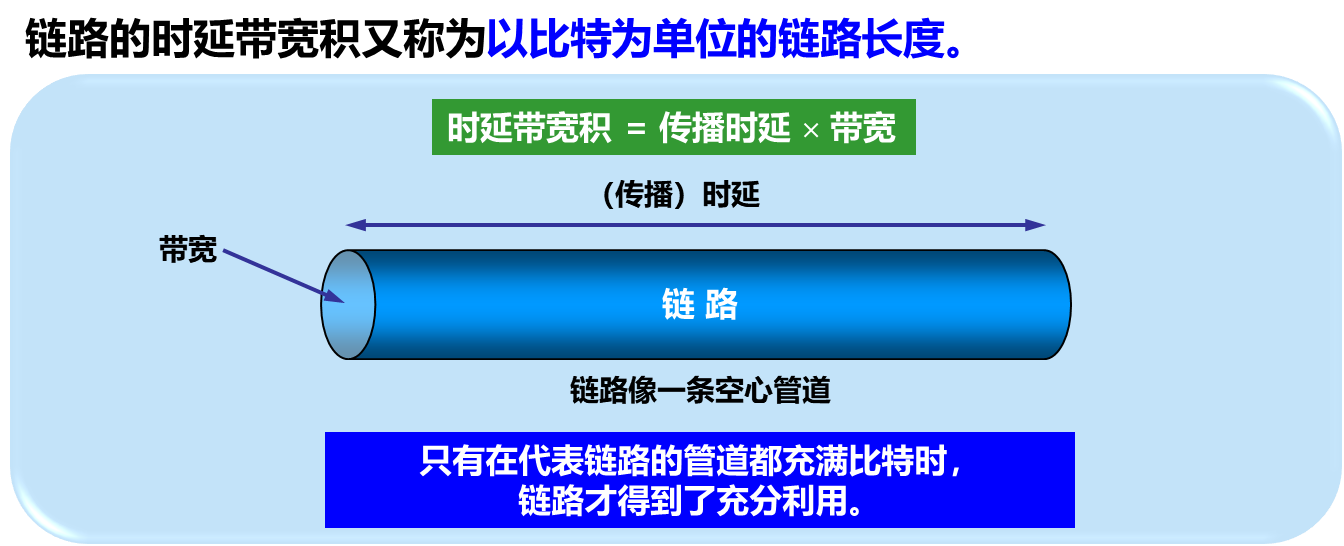 链路的时延带宽积又称为以比特为单位的链路长度。
时延带宽积 = 传播时延 × 带宽
（传播）时延
带宽
链 路
链路像一条空心管道
只有在代表链路的管道都充满比特时，
链路才得到了充分利用。